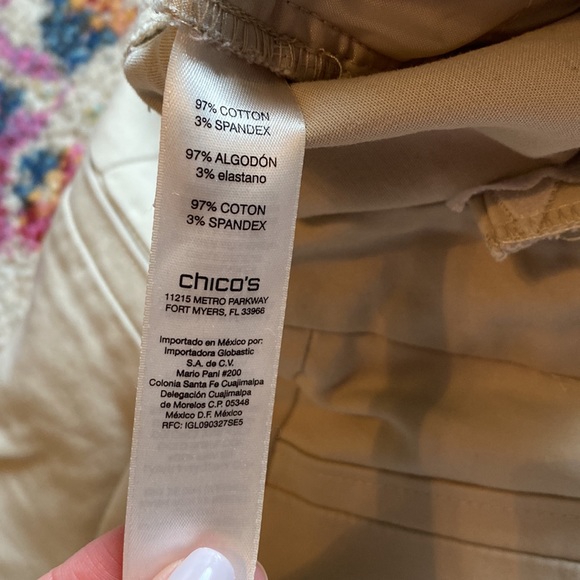 97% COTTON
3% SPANDEX
97% ALGODÓN
3% elastano
97% COTON
3% SPANDEX
chico's
11215 METRO PARKWAY
FORT MYERS, FL 33966
Importado en México por:
Importadora Globastic
S.A. de C.V.
Mario Pani #200
Colonia Santa Fe Cuajimalpa
Delegación Cuajimalpa
de Morelos C.P. 05348
México D.F. México
RFC: IGL090327SE5